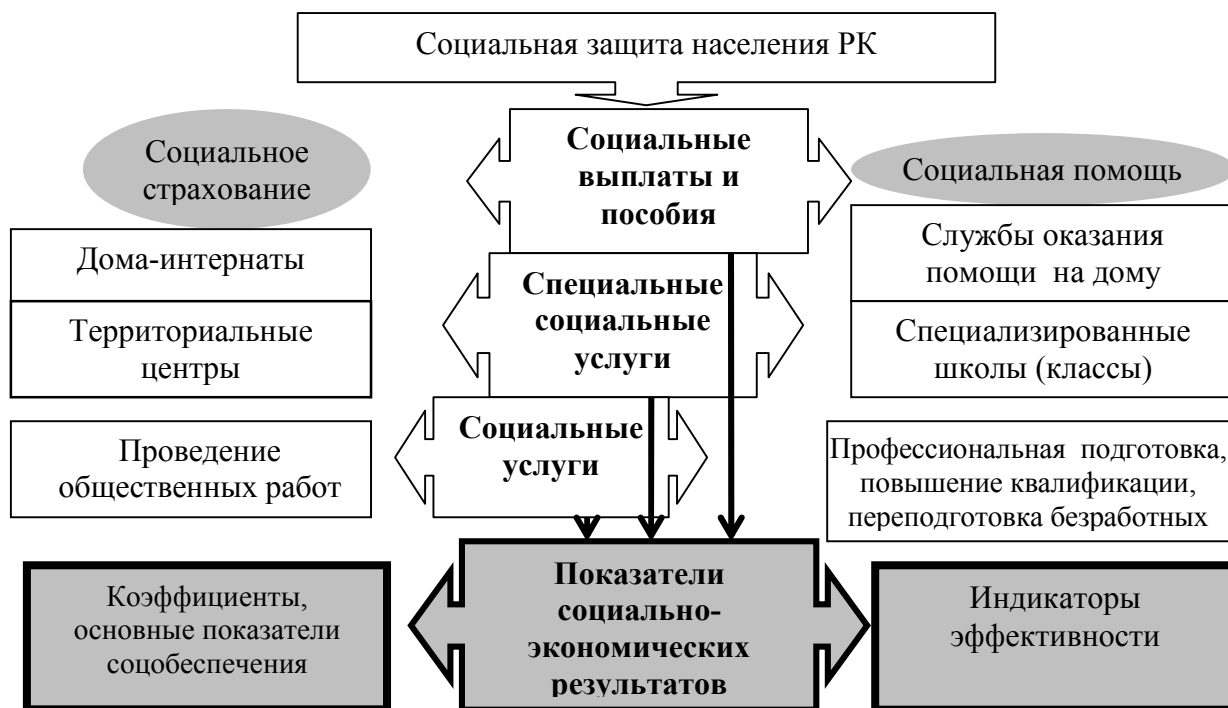 Социальная защита населения РК
Социальное
страхование
Социальные
выплаты и
пособия
Социальная помощь
Дома-интернаты
Службы оказания
помощи на дому
Территориальные
центры
Специальные
социальные
услуги
Специализированные
школы (классы)
Проведение
общественных работ
Социальные
услуги
Профессиональная подготовка,
повышение квалификации,
переподготовка безработных
Коэффициенты,
основные показатели
соцобеспечения
Показатели
социально-
экономических
результатов
Индикаторы
эффективности